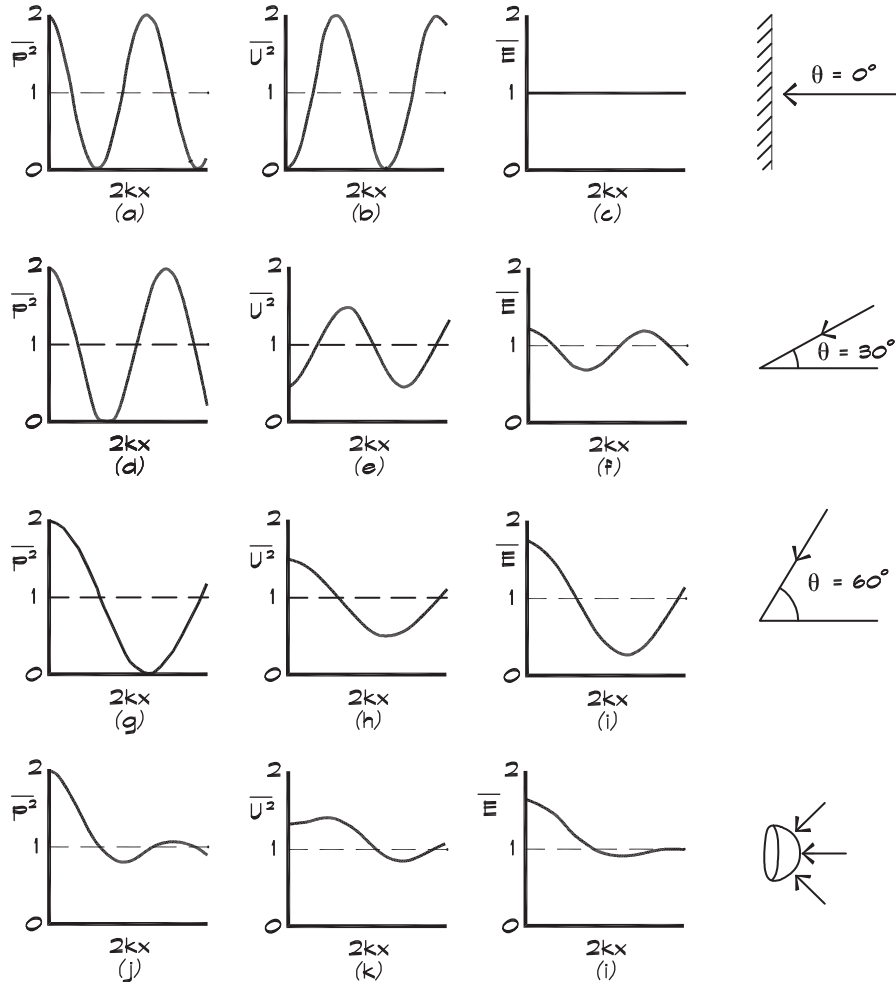 2 2 2
p² U² E
1 1 1 θ = 0°
0 0 0
2kx 2kx 2kx
(a) (b) (c)
2 2 2
p² U² E
1 1 1 θ = 30°
0 0 0
2kx 2kx 2kx
(d) (e) (f)
2 2 2
p² U² E
1 1 1 θ = 60°
0 0 0
2kx 2kx 2kx
(g) (h) (i)
2 2 2
p² U² E
1 1 1
0 0 0
2kx 2kx 2kx
(j) (k) (i)